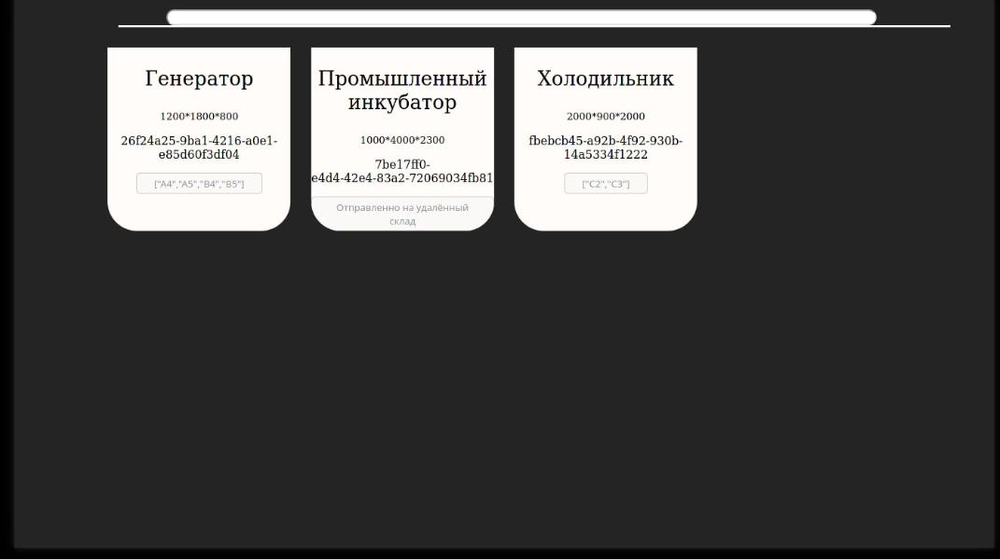 Генератор
1200*1800*800
26f24a25-9ba1-4216-a0e1-
e85d60f3df04
["A4","A5","B4","B5"]
Промышленный
инкубатор
1000*4000*2300
7be17ff0-
e4d4-42e4-83a2-72069034fb81
Отправленно на удалённый
склад
Холодильник
2000*900*2000
fbebcb45-a92b-4f92-930b-
14a5334f1222
["C2","C3"]